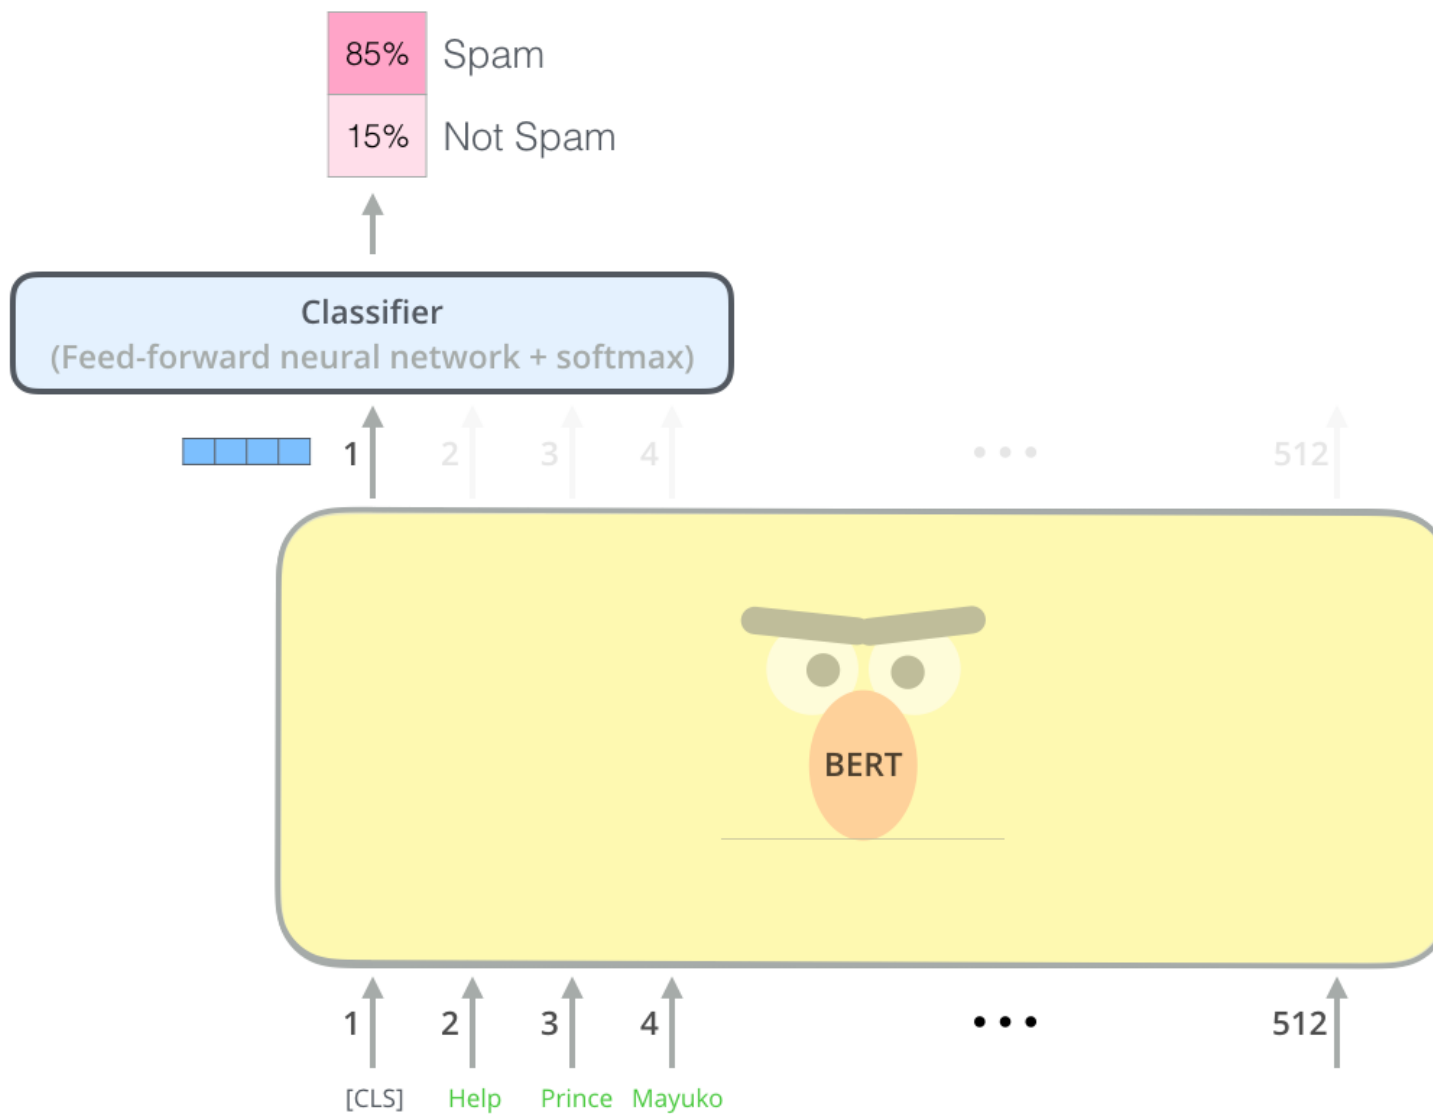 85% Spam
15% Not Spam
Classifier
(Feed-forward neural network + softmax)
1 2 3 4 ••• 512
BERT
1 2 3 4 ••• 512
[CLS] Help Prince Mayuko